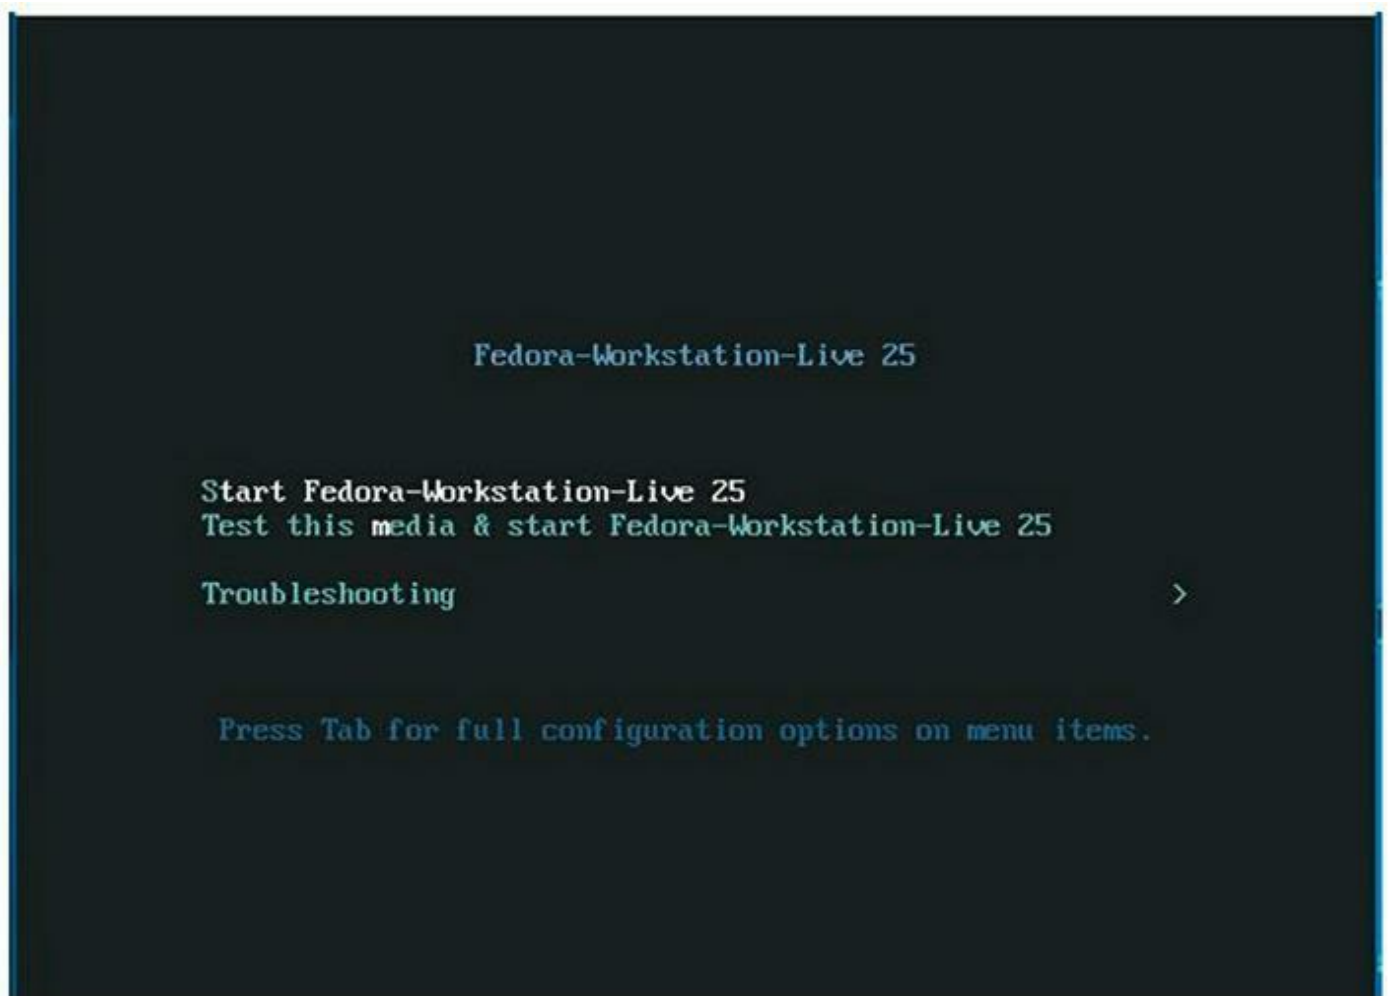 Fedora-Workstation-Live 25
Start Fedora-Workstation-Live 25
Test this media & start Fedora-Workstation-Live 25
Troubleshooting >
Press Tab for full configuration options on menu items.